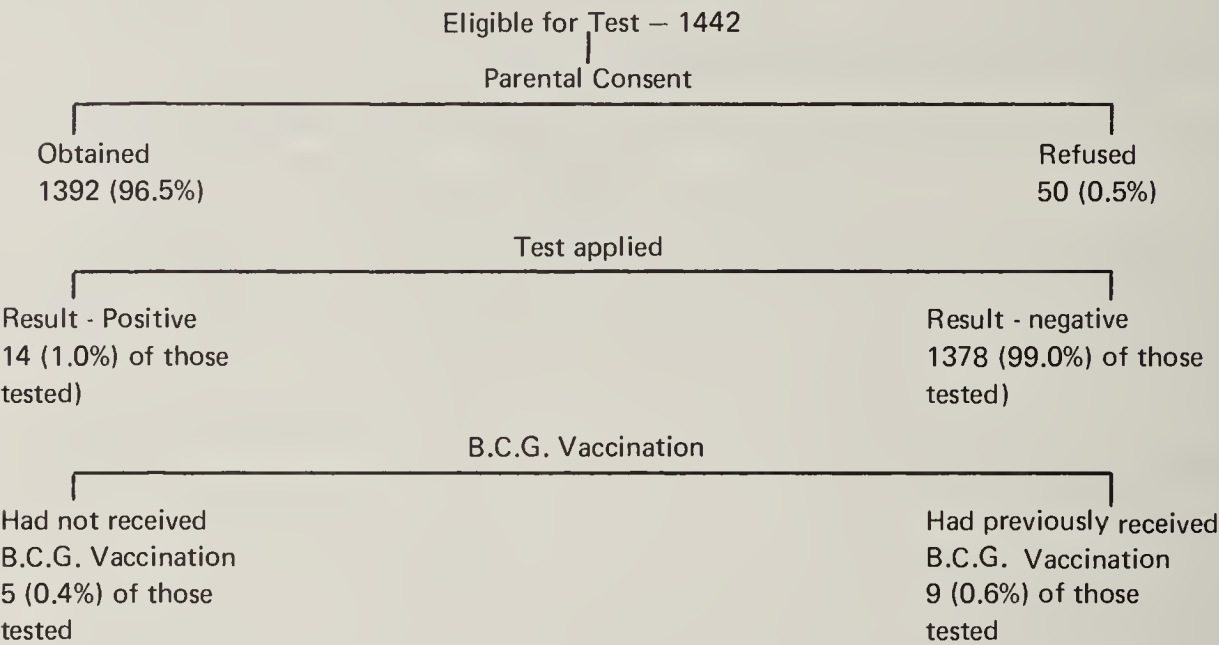 Eligible for Test — 1442
Parental Consent
Obtained
1392 (96.5%)
Refused
50 (0.5%)
Test applied
Result - Positive
14 (1.0%) of those
tested)
Result - negative
1378 (99.0%) of those
tested)
B.C.G. Vaccination
Had not received
B.C.G. Vaccination
5 (0.4%) of those
tested
Had previously received
B.C.G. Vaccination
9 (0.6%) of those
tested